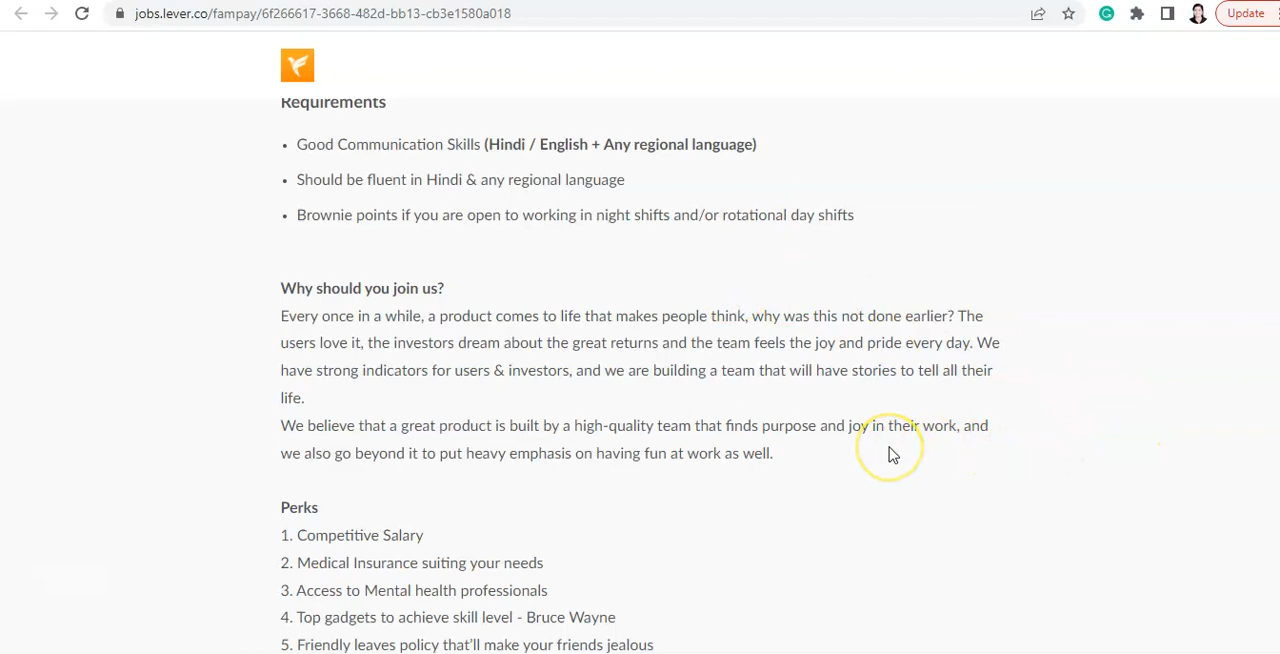 jobs.lever.co/fampay/6f266617-3668-482d-bb13-cb3e1580a018
Update
Requirements
• Good Communication Skills (Hindi / English + Any regional language)
• Should be fluent in Hindi & any regional language
• Brownie points if you are open to working in night shifts and/or rotational day shifts
Why should you join us?
Every once in a while, a product comes to life that makes people think, why was this not done earlier? The
users love it, the investors dream about the great returns and the team feels the joy and pride every day. We
have strong indicators for users & investors, and we are building a team that will have stories to tell all their
life.
We believe that a great product is built by a high-quality team that finds purpose and joy in their work, and
we also go beyond it to put heavy emphasis on having fun at work as well.
Perks
1. Competitive Salary
2. Medical Insurance suiting your needs
3. Access to Mental health professionals
4. Top gadgets to achieve skill level - Bruce Wayne
5. Friendly leaves policy that'll make your friends jealous